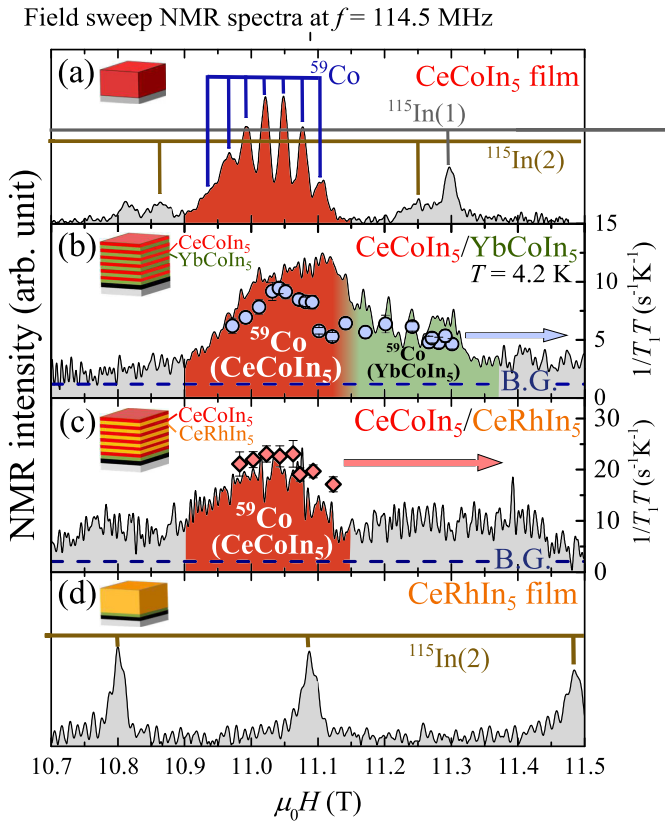 Field sweep NMR spectra at f = 114.5 MHz
(a)
⁵⁹Co
CeCoIn₅ film
¹¹⁵In(1)
¹¹⁵In(2)
NMR intensity (arb. unit)
(b)
CeCoIn₅
YbCoIn₅
CeCoIn₅/YbCoIn₅
T = 4.2 K
⁵⁹Co
(CeCoIn₅)
⁵⁹Co
(YbCoIn₅)
B.G.
15
10
5
0
1/T₁T (s⁻¹K⁻¹)
(c)
CeCoIn₅
CeRhIn₅
CeCoIn₅/CeRhIn₅
⁵⁹Co
(CeCoIn₅)
B.G.
30
20
10
0
1/T₁T (s⁻¹K⁻¹)
(d)
CeRhIn₅ film
¹¹⁵In(2)
10.7 10.8 10.9 11.0 11.1 11.2 11.3 11.4 11.5
μ₀H (T)